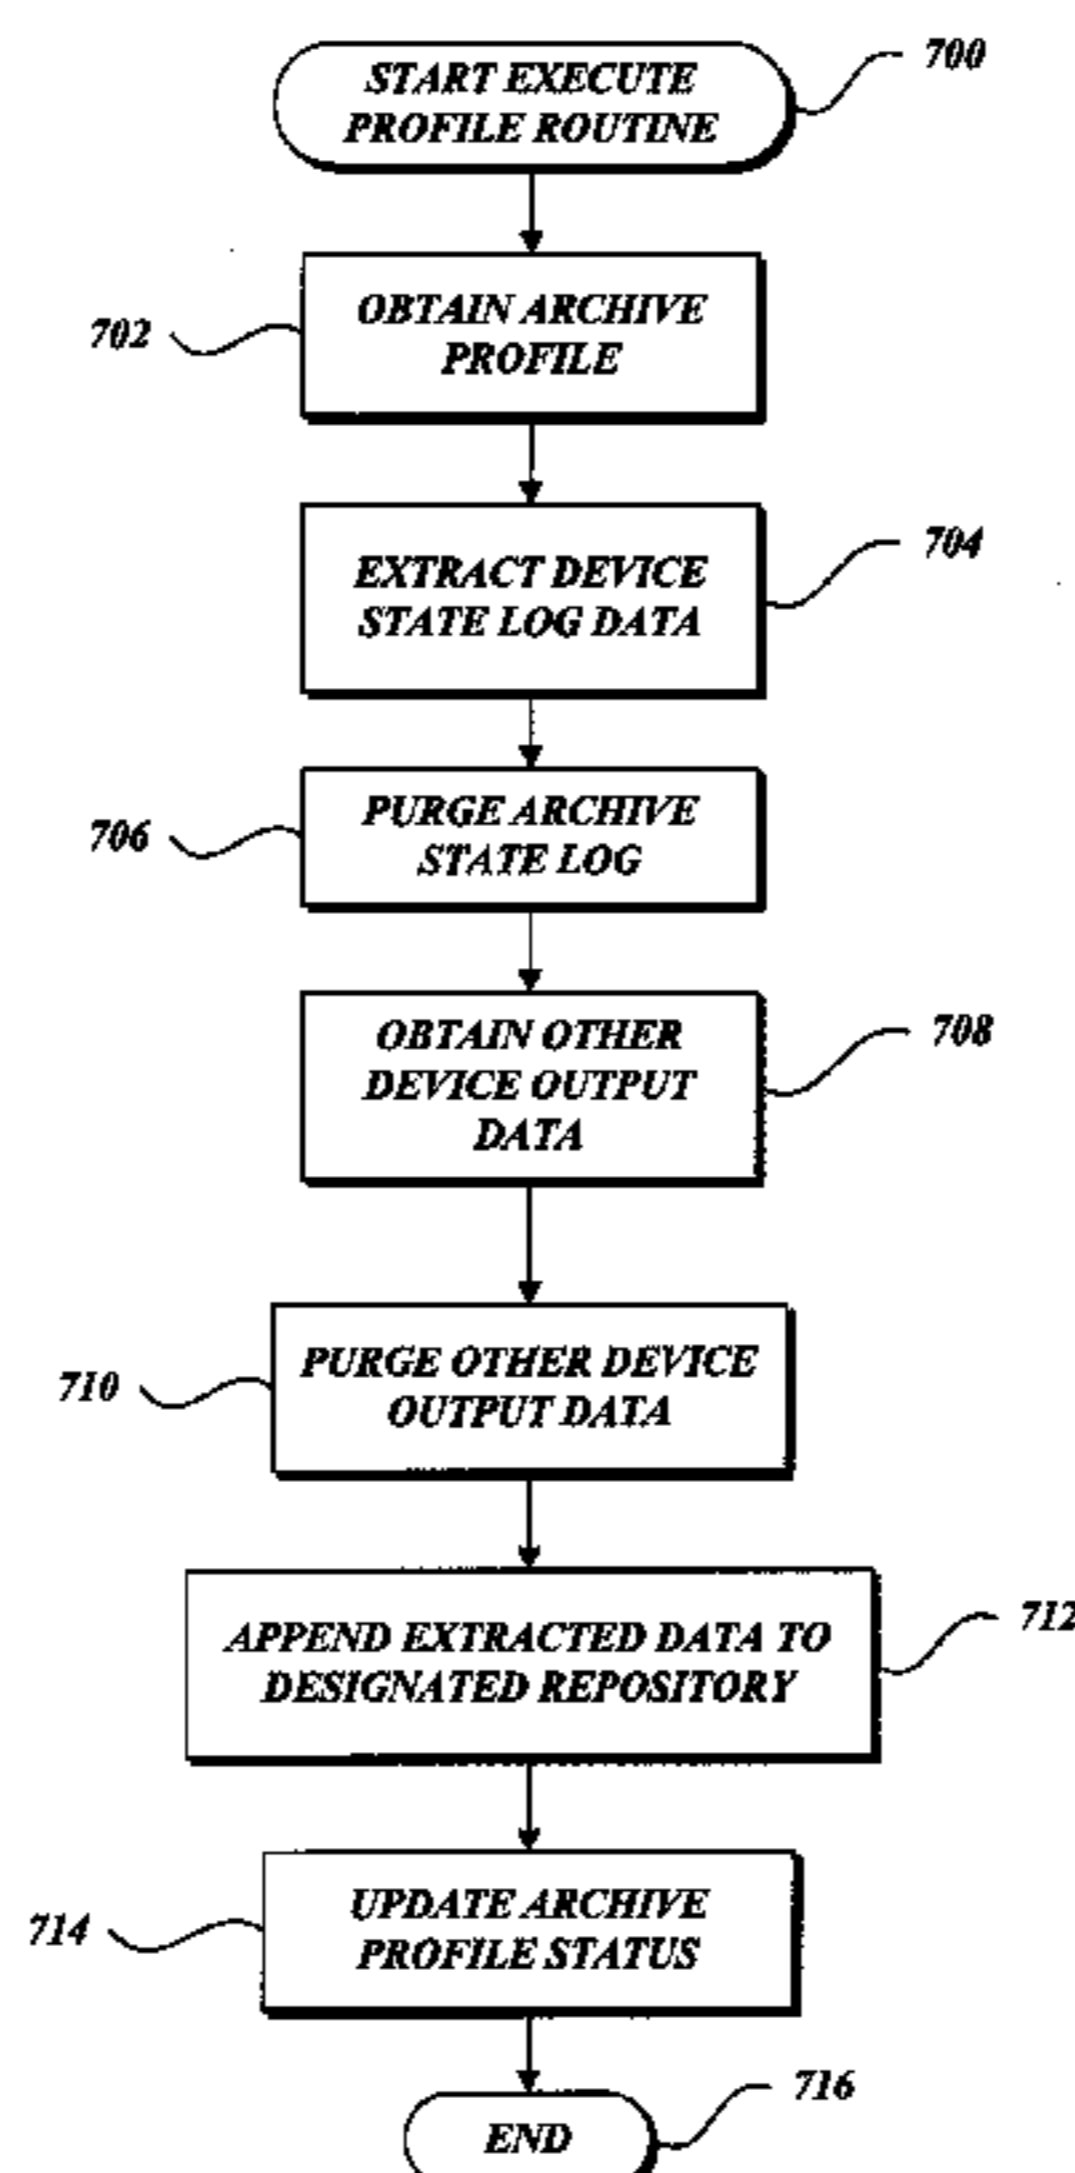 START EXECUTE
PROFILE ROUTINE
700
OBTAIN ARCHIVE
PROFILE
702
EXTRACT DEVICE
STATE LOG DATA
704
PURGE ARCHIVE
STATE LOG
706
OBTAIN OTHER
DEVICE OUTPUT
DATA
708
PURGE OTHER DEVICE
OUTPUT DATA
710
APPEND EXTRACTED DATA TO
DESIGNATED REPOSITORY
712
UPDATE ARCHIVE
PROFILE STATUS
714
END
716